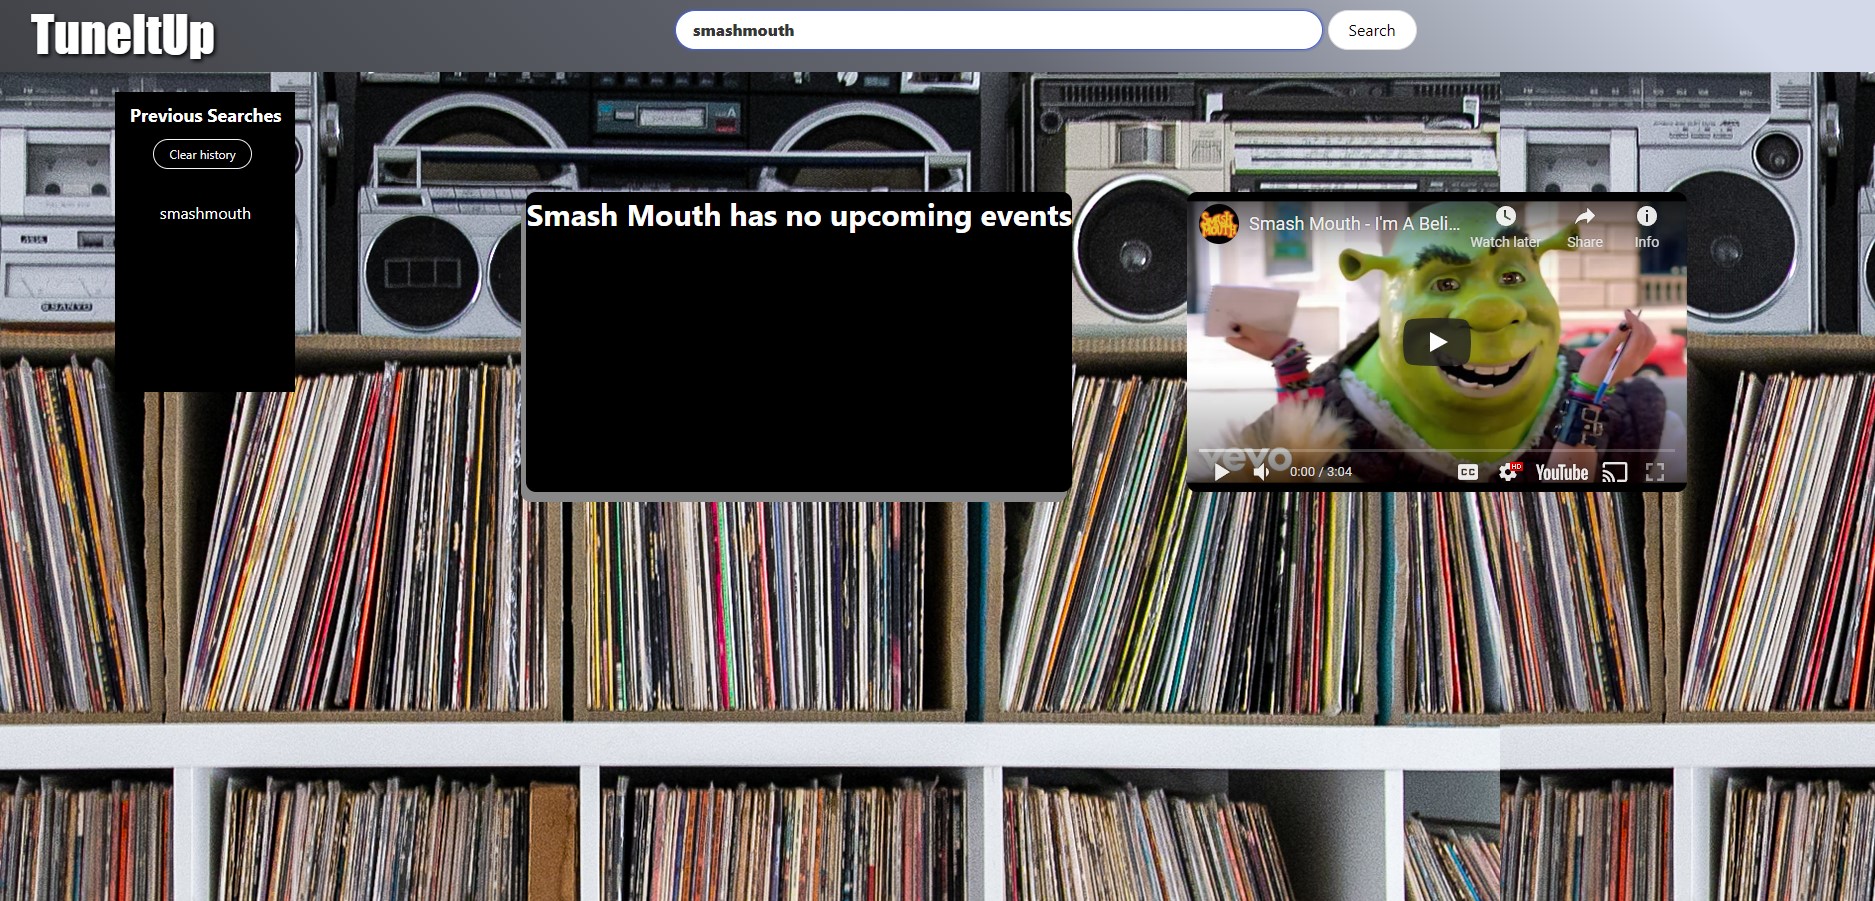 TuneItUp
smashmouth
Search
Previous Searches
Clear history
smashmouth
Smash Mouth has no upcoming events
Smash Mouth - I'm A Beli...
Watch later
Share
Info
vevo
0:00 / 3:04
CC
HD
YouTube
SANYO